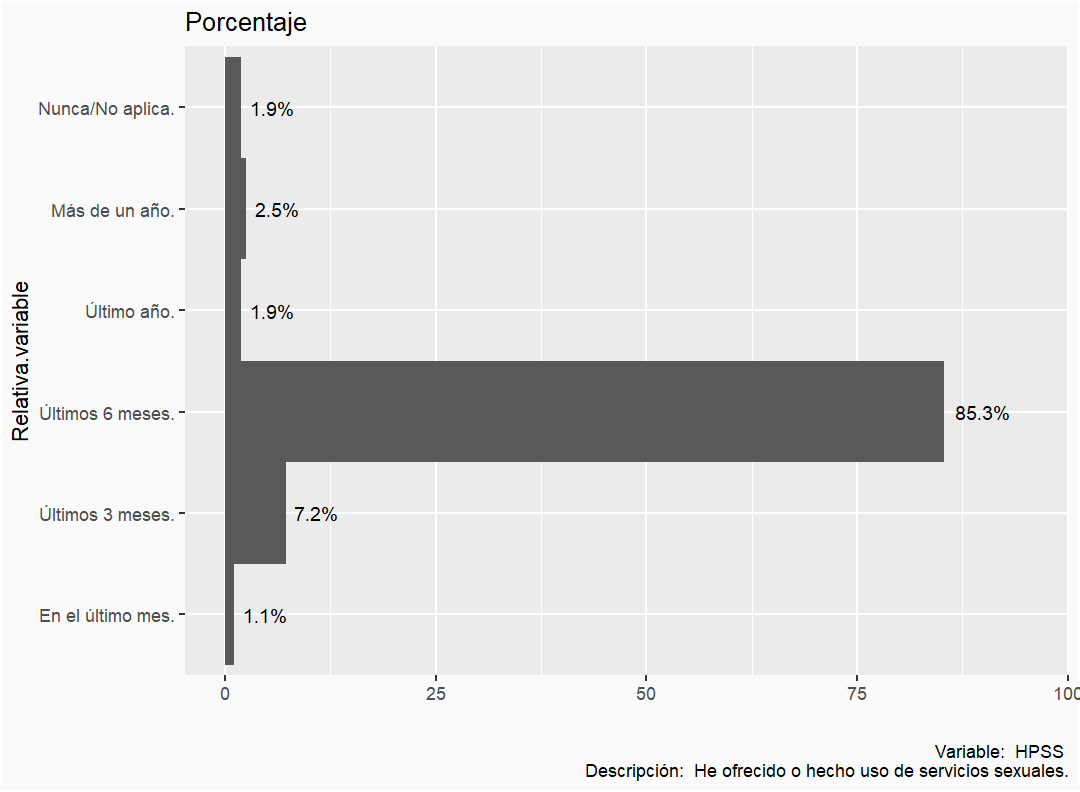 Porcentaje
Relativa.variable
Nunca/No aplica.
1.9%
Más de un año.
2.5%
Último año.
1.9%
Últimos 6 meses.
85.3%
Últimos 3 meses.
7.2%
En el último mes.
1.1%
0 25 50 75 100
Variable: HPSS
Descripción: He ofrecido o hecho uso de servicios sexuales.